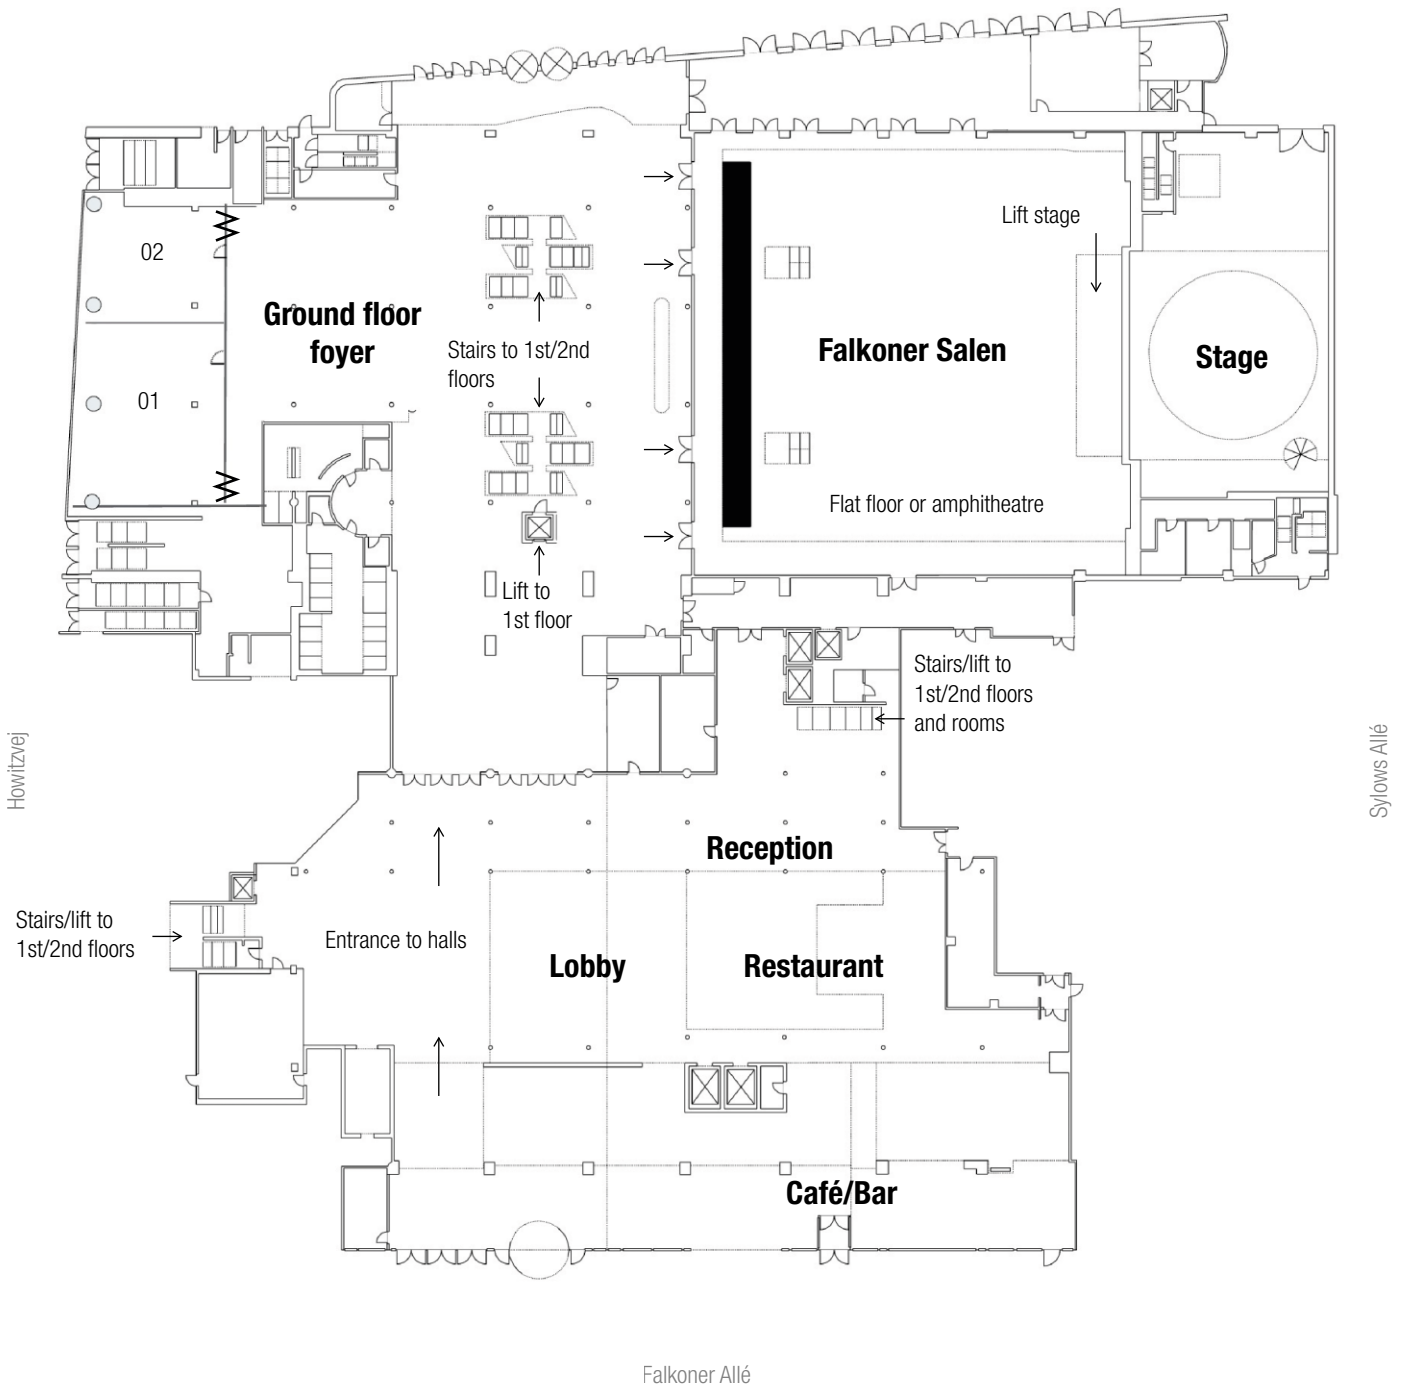 Lift stage
02
Ground floor
foyer
Stairs to 1st/2nd
floors
Falkoner Salen
Stage
01
Flat floor or amphitheatre
Lift to
1st floor
Stairs/lift to
1st/2nd floors
and rooms
Howitzvej
Sylows Allé
Reception
Stairs/lift to
1st/2nd floors
Entrance to halls
Lobby
Restaurant
Café/Bar
Falkoner Allé